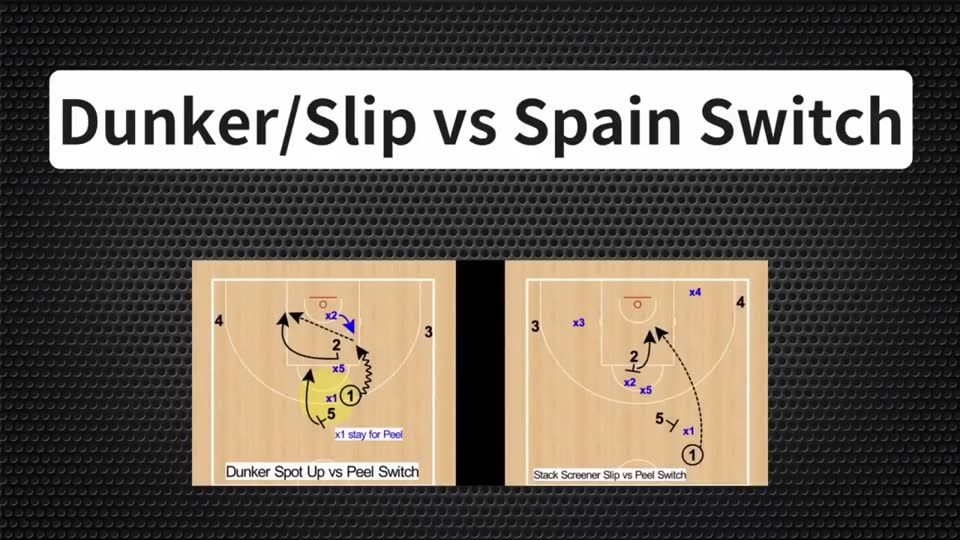 Dunker/Slip vs Spain Switch
x2
4
3
2
x5
x1
1
5
x1 stay for Peel
Dunker Spot Up vs Peel Switch
x4
4
3
x3
2
x2
x5
5
x1
1
Stack Screener Slip vs Peel Switch